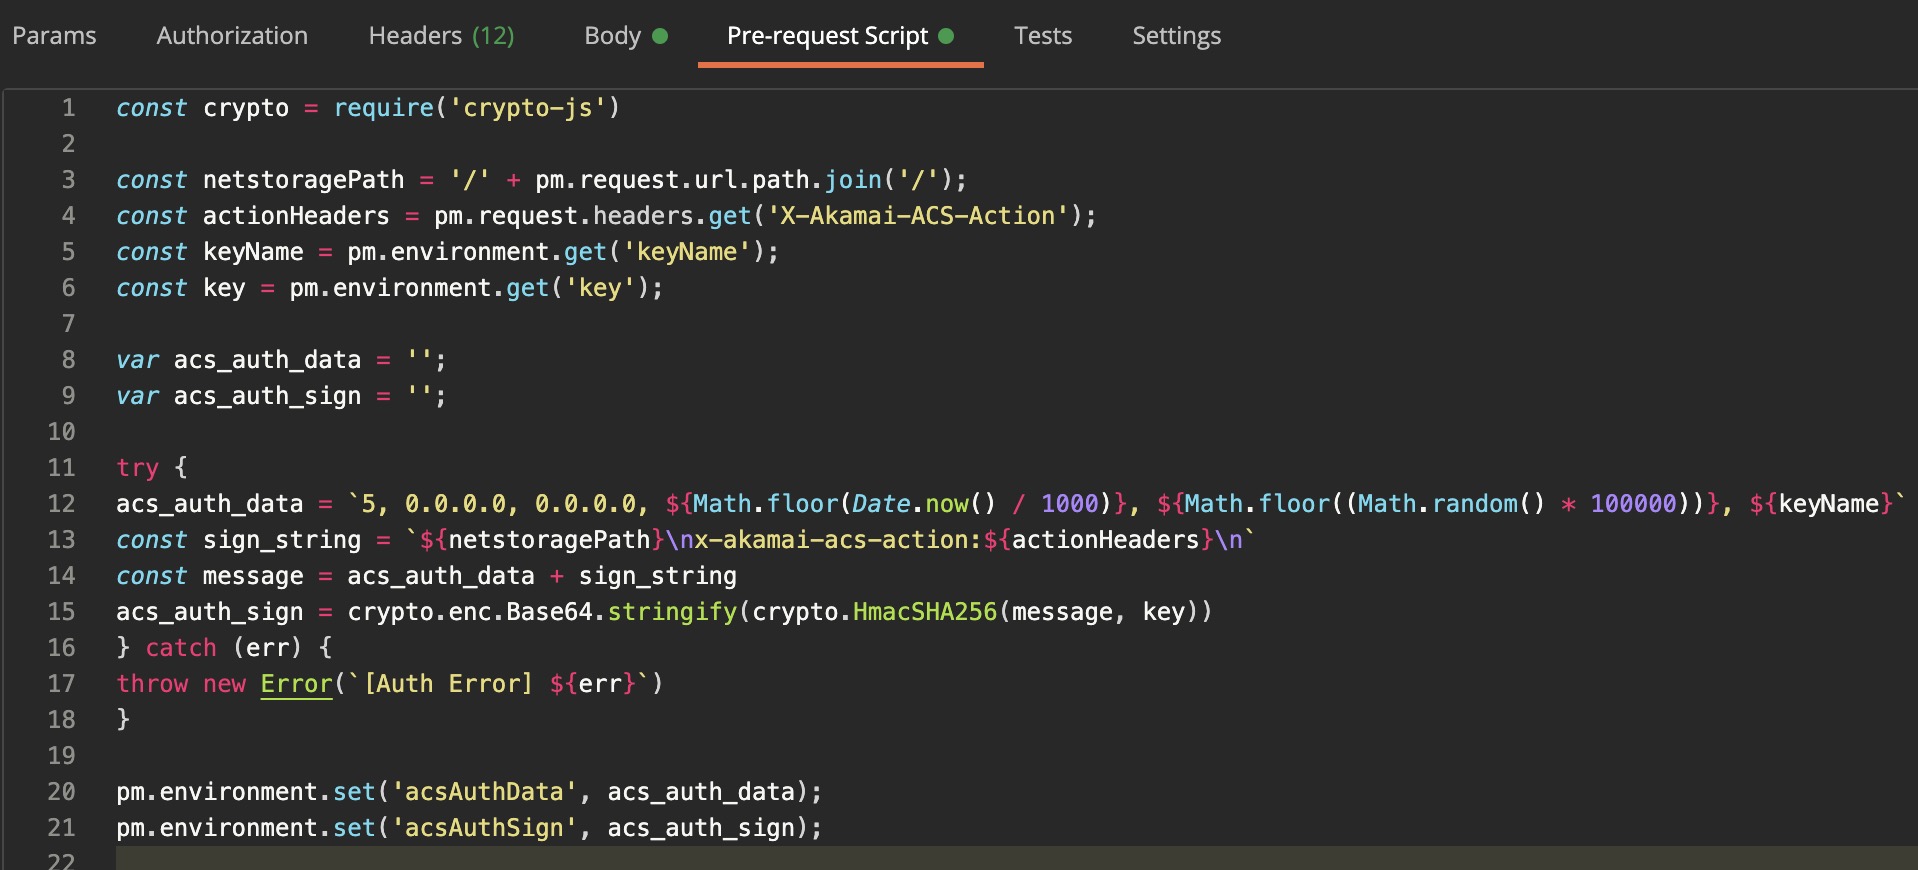 Params Authorization Headers (12) Body Pre-request Script Tests Settings
1 const crypto = require('crypto-js')
2
3 const netstoragePath = '/' + pm.request.url.path.join('/');
4 const actionHeaders = pm.request.headers.get('X-Akamai-ACS-Action');
5 const keyName = pm.environment.get('keyName');
6 const key = pm.environment.get('key');
7
8 var acs_auth_data = '';
9 var acs_auth_sign = '';
10
11 try {
12 acs_auth_data = `5, 0.0.0.0, 0.0.0.0, ${Math.floor(Date.now() / 1000)}, ${Math.floor((Math.random() * 100000))}, ${keyName}`
13 const sign_string = `${netstoragePath}\nx-akamai-acs-action:${actionHeaders}\n`
14 const message = acs_auth_data + sign_string
15 acs_auth_sign = crypto.enc.Base64.stringify(crypto.HmacSHA256(message, key))
16 } catch (err) {
17 throw new Error(`[Auth Error] ${err}`)
18 }
19
20 pm.environment.set('acsAuthData', acs_auth_data);
21 pm.environment.set('acsAuthSign', acs_auth_sign);
22